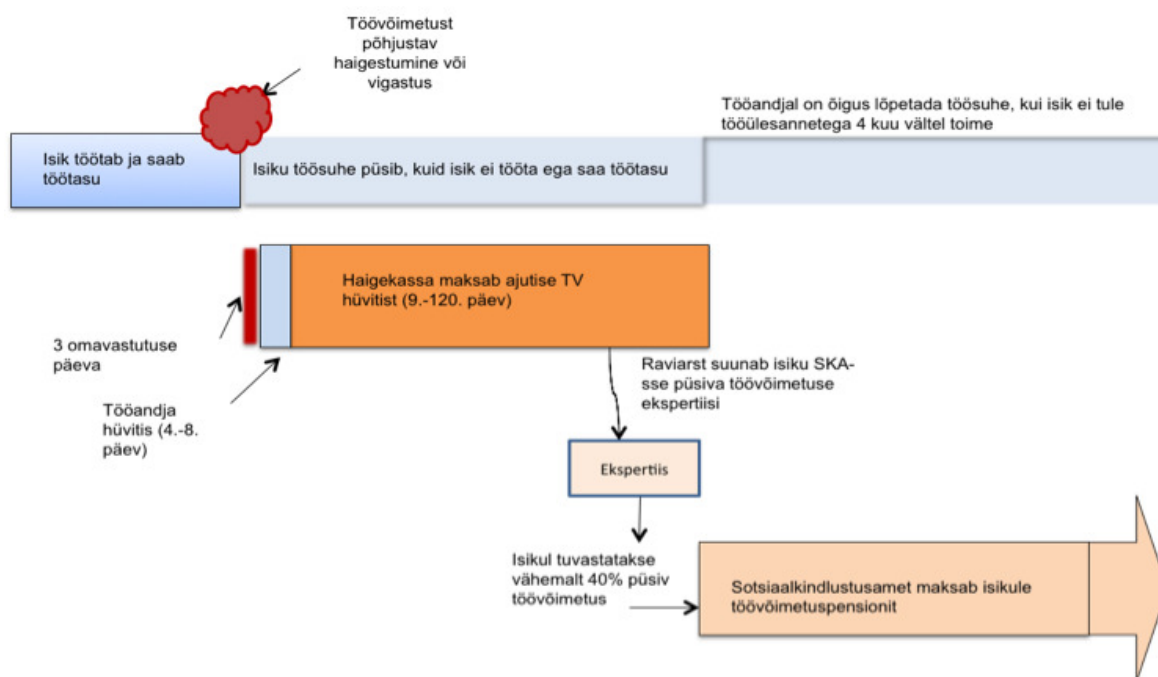 Töövõimetust
põhjustav
haigestumine või
vigastus
Tööandjal on õigus lõpetada töösuhe, kui isik ei tule
tööülesannetega 4 kuu vältel toime
Isik töötab ja saab
töötasu
Isiku töösuhe püsib, kuid isik ei tööta ega saa töötasu
Haigekassa maksab ajutise TV
hüvitist (9.-120. päev)
3 omavastutuse
päeva
Tööandja
hüvitis (4.-8.
päev)
Raviarst suunab isiku SKA-
sse püsiva töövõimetuse
ekspertiisi
Ekspertiis
Isikul tuvastatakse
vähemalt 40% püsiv
töövõimetus
Sotsiaalkindlustusamet maksab isikule
töövõimetuspensionit